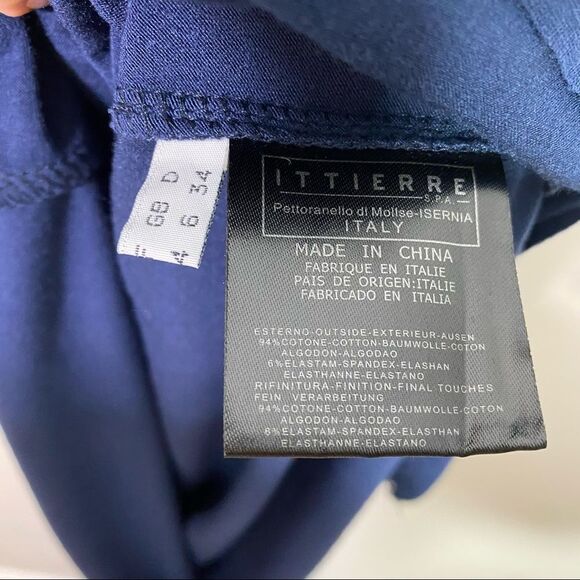 ITTIERRE
S.P.A.
Pettoranello di Mollse-ISERNIA
ITALY
MADE IN CHINA
FABRIQUE EN ITALIE
PAIS DE ORIGEN:ITALIE
FABRICADO EN ITALIA
ESTERNO-OUTSIDE-EXTERIEUR-AUSEN
94%COTONE-COTTON-BAUMWOLLE-COTON
ALGODON-ALGODAO
6%ELASTAM-SPANDEX-ELASHAN
ELASTHANNE-ELASTANO
RIFINITURA-FINITION-FINAL TOUCHES
FEIN VERARBEITUNG
94%COTONE-COTTON-BAUMWOLLE-COTON
ALGODON-ALGODAO
6%ELASTAM-SPANDEX-ELASHAN
ELASTHANNE-ELASTANO
D 34
GB 6